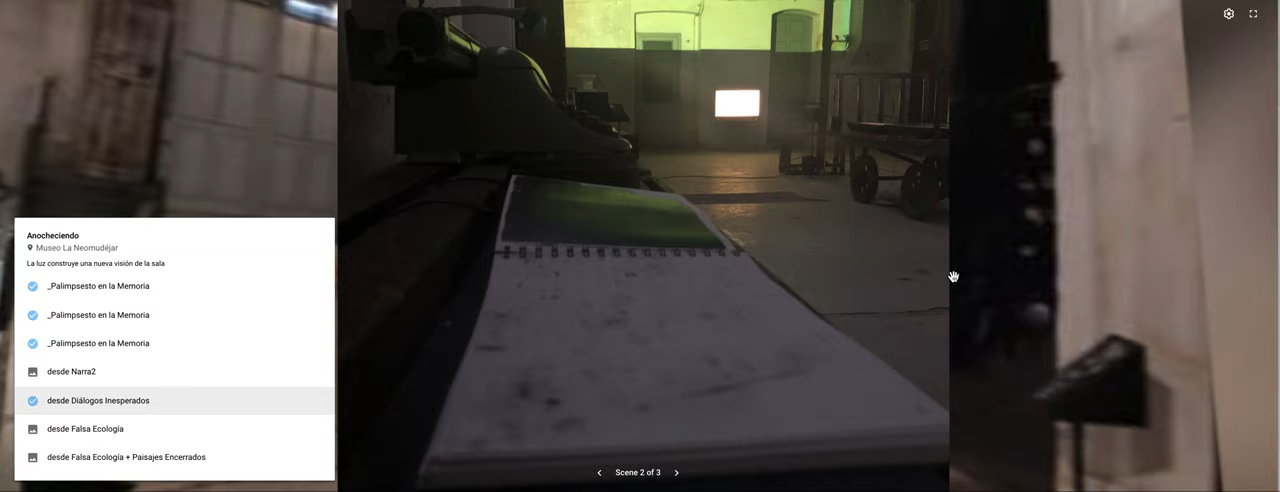 Anocheciendo
Museo La Neomudéjar
La luz construye una nueva visión de la sala
_Palimpsesto en la Memoria
_Palimpsesto en la Memoria
_Palimpsesto en la Memoria
desde Narra2
desde Diálogos Inesperados
desde Falsa Ecología
desde Falsa Ecología + Paisajes Encerrados
Scene 2 of 3